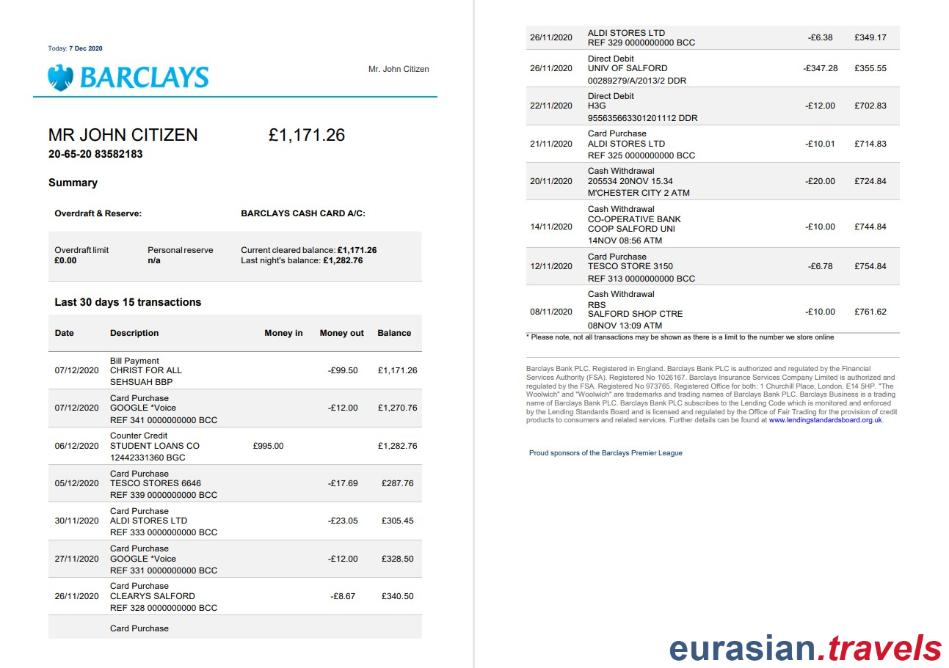 Today: 7 Dec 2020
BARCLAYS
Mr. John Citizen
MR JOHN CITIZEN £1,171.26
20-65-20 83582183
Summary
Overdraft & Reserve: BARCLAYS CASH CARD A/C:
Overdraft limit Personal reserve Current cleared balance: £1,171.26
£0.00 n/a Last night's balance: £1,282.76
Last 30 days 15 transactions
Date Description Money in Money out Balance
Bill Payment
07/12/2020 CHRIST FOR ALL -£99.50 £1,171.26
SEHSUAH BBP
Card Purchase
07/12/2020 GOOGLE *Voice -£12.00 £1,270.76
REF 341 0000000000 BCC
Counter Credit
06/12/2020 STUDENT LOANS CO £995.00 £1,282.76
12442331360 BGC
Card Purchase
05/12/2020 TESCO STORES 6646 -£17.69 £287.76
REF 339 0000000000 BCC
Card Purchase
30/11/2020 ALDI STORES LTD -£23.05 £305.45
REF 333 0000000000 BCC
Card Purchase
27/11/2020 GOOGLE *Voice -£12.00 £328.50
REF 331 0000000000 BCC
Card Purchase
26/11/2020 CLEARYS SALFORD -£8.67 £340.50
REF 328 0000000000 BCC
Card Purchase
26/11/2020 ALDI STORES LTD -£6.38 £349.17
REF 329 0000000000 BCC
Direct Debit
26/11/2020 UNIV OF SALFORD -£347.28 £355.55
00289279/A/2013/2 DDR
Direct Debit
22/11/2020 H3G -£12.00 £702.83
955635663301201112 DDR
Card Purchase
21/11/2020 ALDI STORES LTD -£10.01 £714.83
REF 325 0000000000 BCC
Cash Withdrawal
20/11/2020 205534 20NOV 15.34 -£20.00 £724.84
M'CHESTER CITY 2 ATM
Cash Withdrawal
CO-OPERATIVE BANK
14/11/2020 COOP SALFORD UNI -£10.00 £744.84
14NOV 08:56 ATM
Card Purchase
12/11/2020 TESCO STORE 3150 -£6.78 £754.84
REF 313 0000000000 BCC
Cash Withdrawal
RBS
08/11/2020 SALFORD SHOP CTRE -£10.00 £761.62
08NOV 13:09 ATM
* Please note, not all transactions may be shown as there is a limit to the number we store online
Barclays Bank PLC. Registered in England. Barclays Bank PLC is authorized and regulated by the Financial
Services Authority (FSA). Registered No 1026167. Barclays Insurance Services Company Limited is authorized and
regulated by the FSA. Registered No 973765. Registered Office for both: 1 Churchill Place, London. E14 5HP. "The
Woolwich" and "Woolwich" are trademarks and trading names of Barclays Bank PLC. Barclays Business is a trading
name of Barclays Bank PLC. Barclays Bank PLC subscribes to the Lending Code which is monitored and enforced
by the Lending Standards Board and is licensed and regulated by the Office of Fair Trading for the provision of credit
products to consumers and related services. Further details can be found at www.lendingstandardsboard.org.uk.
Proud sponsors of the Barclays Premier League
eurasian.travels